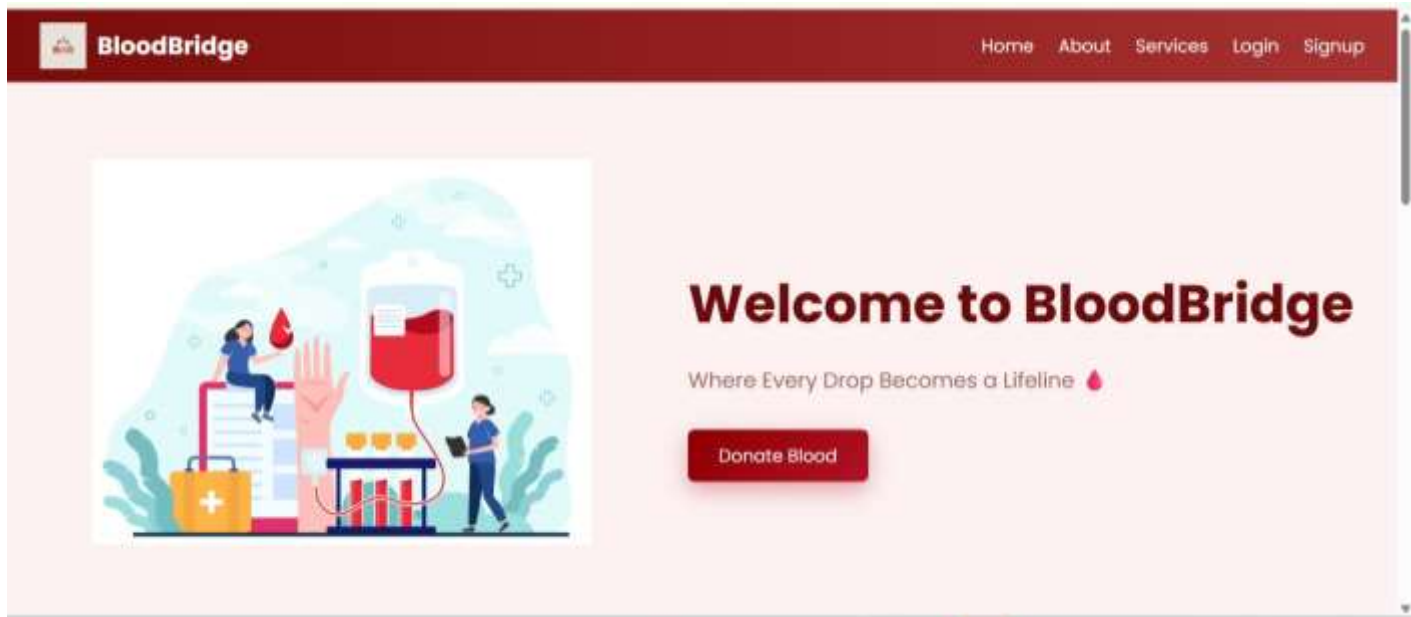 BloodBridge
Home About Services Login Signup
Welcome to BloodBridge
Where Every Drop Becomes a Lifeline 🩸
Donate Blood